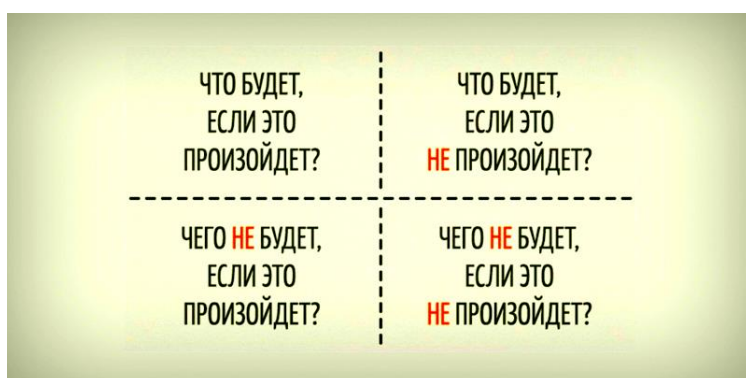 ЧТО БУДЕТ,
ЕСЛИ ЭТО
ПРОИЗОЙДЕТ?
ЧТО БУДЕТ,
ЕСЛИ ЭТО
НЕ ПРОИЗОЙДЕТ?
ЧЕГО НЕ БУДЕТ,
ЕСЛИ ЭТО
ПРОИЗОЙДЕТ?
ЧЕГО НЕ БУДЕТ,
ЕСЛИ ЭТО
НЕ ПРОИЗОЙДЕТ?